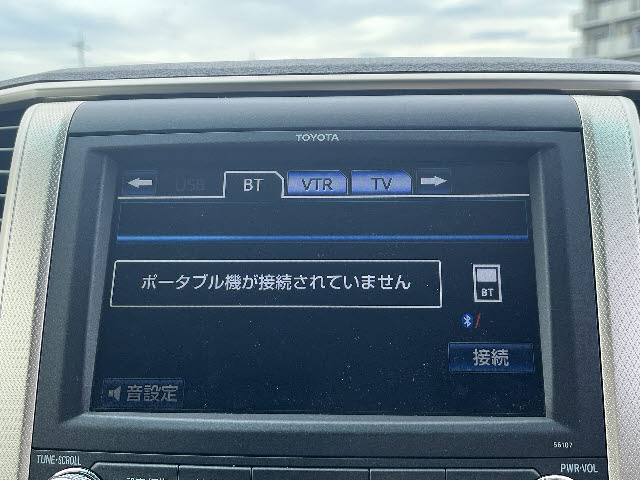 TOYOTA
USB BT VTR TV
ポータブル機が接続されていません
BT
接続
音設定
56107
TUNE•SCROLL
PWR•VOL